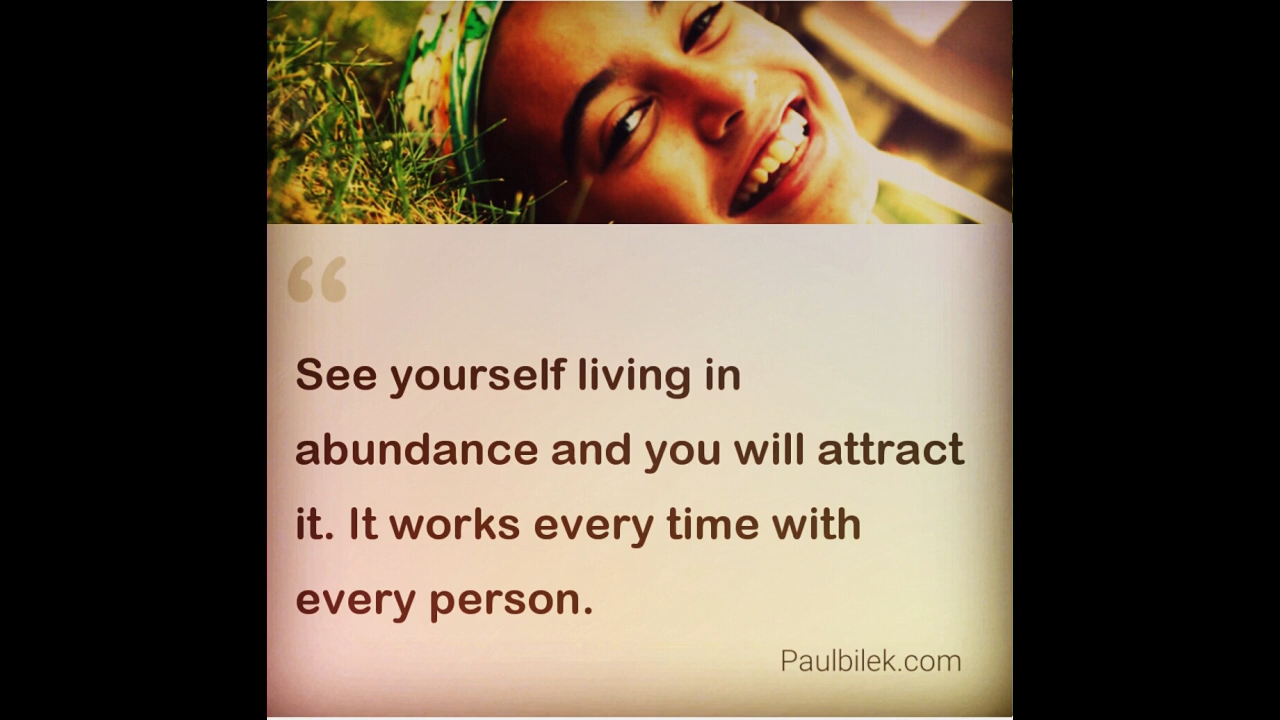 “
See yourself living in
abundance and you will attract
it. It works every time with
every person.
Paulbilek.com